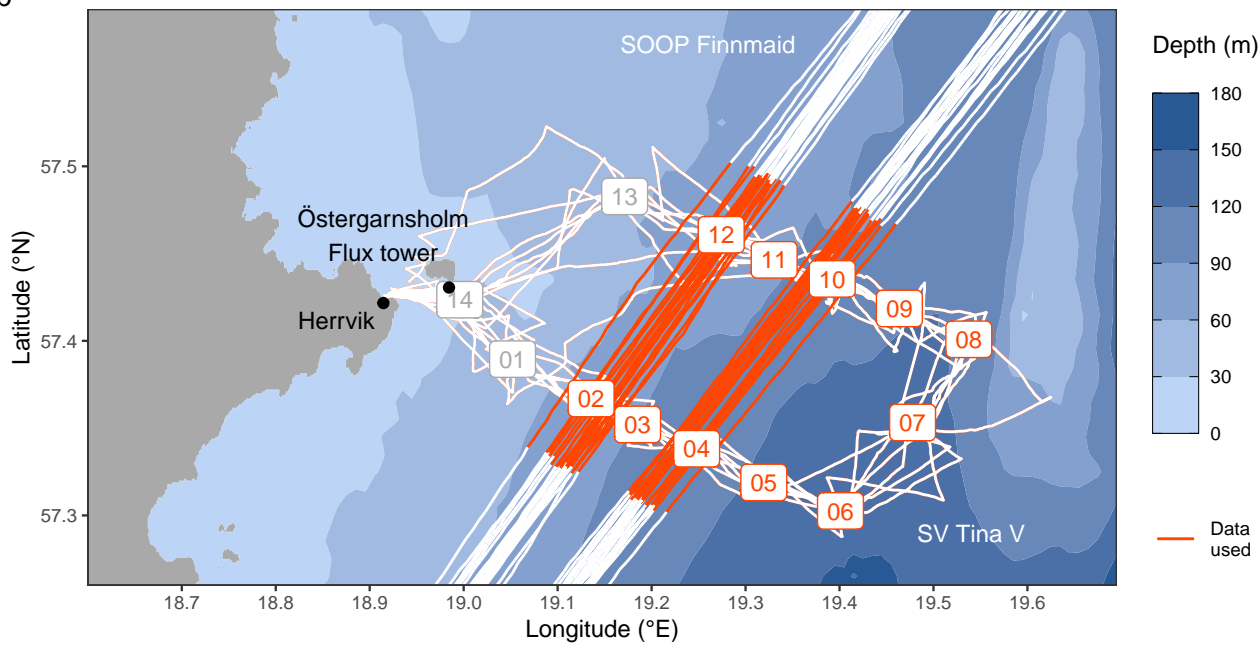 SOOP Finnmaid
Depth (m)
180
150
120
90
60
30
0
57.5
57.4
57.3
Latitude (°N)
13
12
11
10
09
08
07
06
05
04
03
02
01
14
Östergarnsholm
Flux tower
Herrvik
SV Tina V
Data
used
18.7 18.8 18.9 19.0 19.1 19.2 19.3 19.4 19.5 19.6
Longitude (°E)